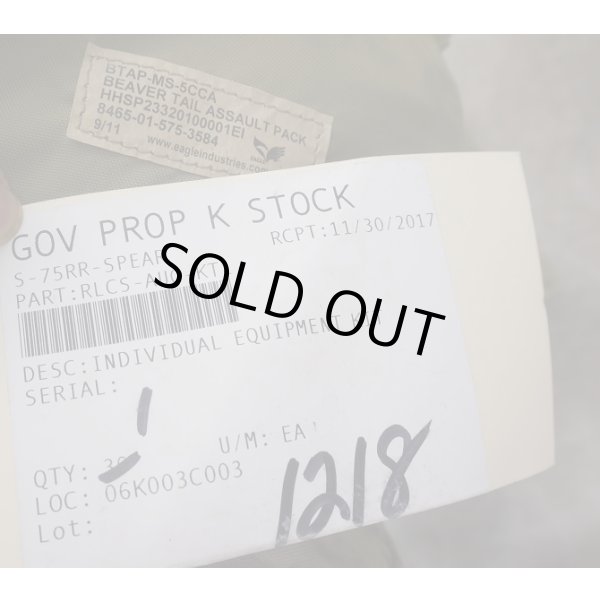 BTAP-MS-5CCA
BEAVER TAIL ASSAULT PACK
HHSP23320100001EI
8465-01-575-3584
9/11
www.eagleindustries.com
GOV PROP K STOCK
RCPT:11/30/2017
S-75RR-SPEAR
PART:RLCS-AUG KT
SOLD OUT
DESC:INDIVIDUAL EQUIPMENT
SERIAL:
1
QTY:
U/M: EA
LOC: 06K003C003
1218
Lot: